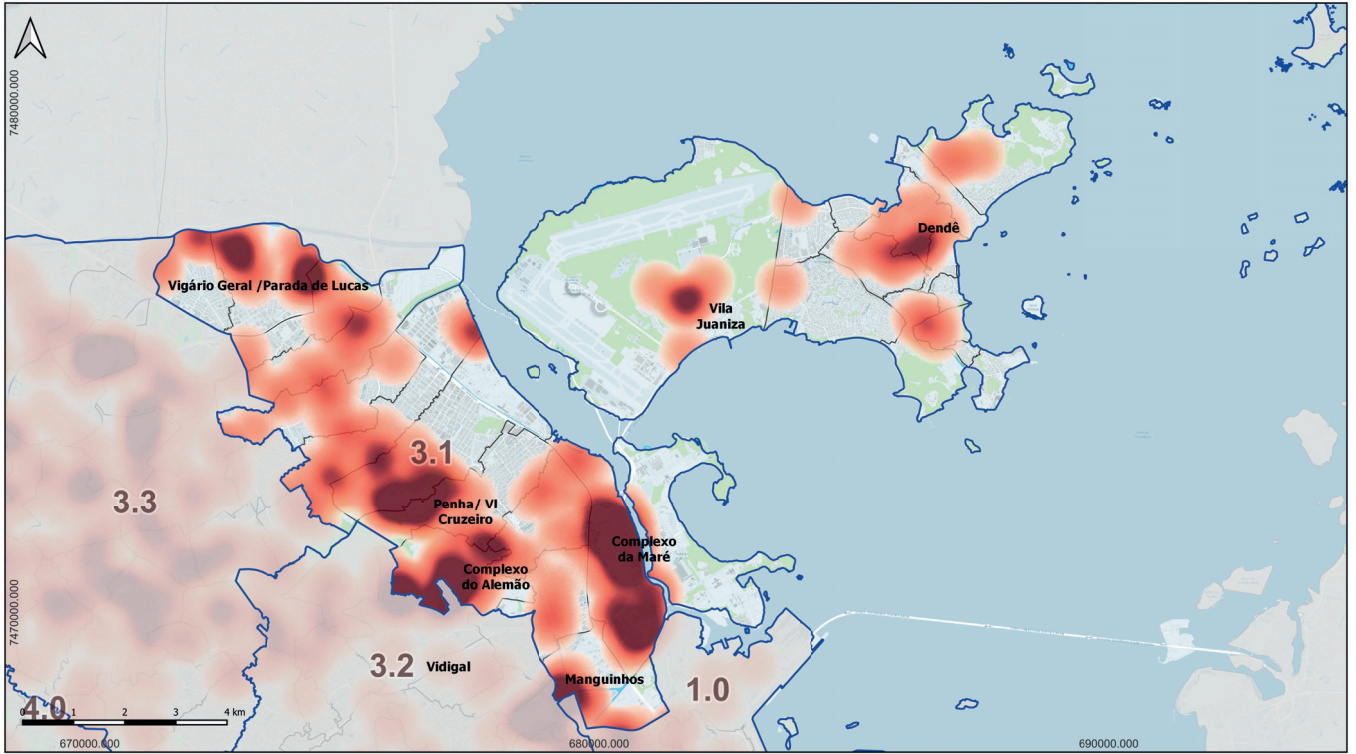 7480000.000
Dendê
Vigário Geral /Parada de Lucas
Vila
Juaniza
3.1
3.3
Penha/ Vl
Cruzeiro
Complexo
da Maré
Complexo
do Alemão
7470000.000
3.2
Vidigal
Manguinhos
1.0
4.0
0 1 2 3 4 km
670000.000
680000.000
690000.000